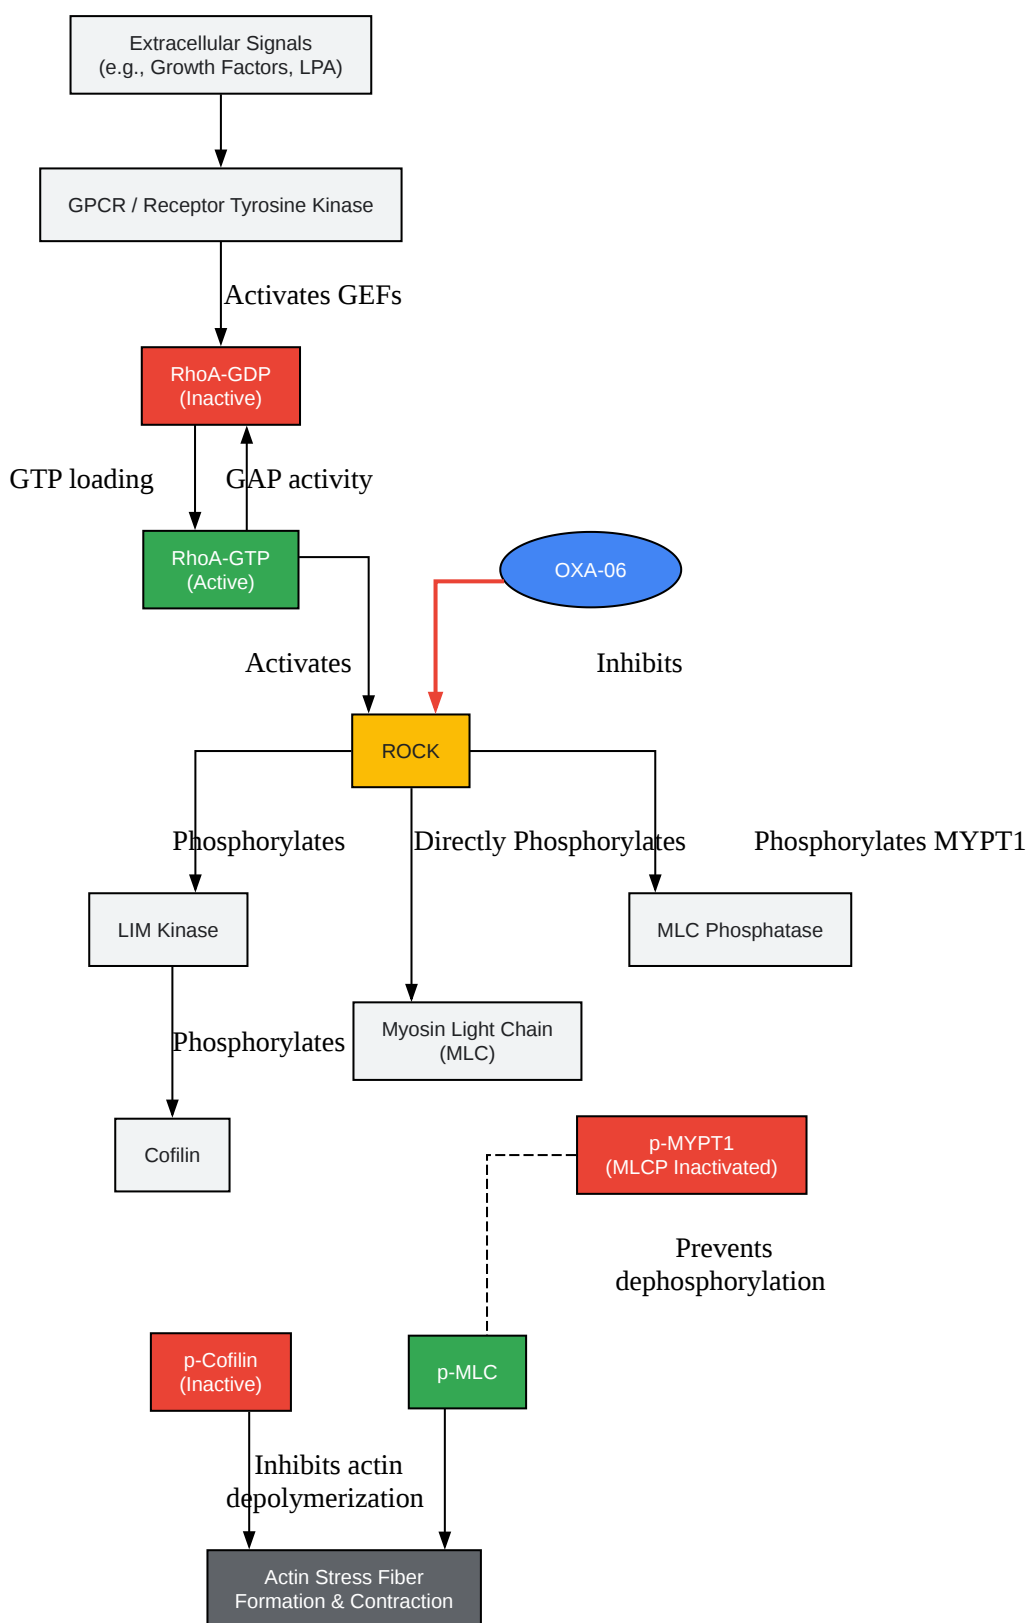 Extracellular Signals
(e.g., Growth Factors, LPA)
GPCR / Receptor Tyrosine Kinase
Activates GEFs
RhoA-GDP
(Inactive)
GTP loading
GAP activity
RhoA-GTP
(Active)
OXA-06
Activates
Inhibits
ROCK
Phosphorylates
Directly Phosphorylates
Phosphorylates MYPT1
LIM Kinase
MLC Phosphatase
Myosin Light Chain
(MLC)
Phosphorylates
Cofilin
p-MYPT1
(MLCP Inactivated)
Prevents
dephosphorylation
p-Cofilin
(Inactive)
p-MLC
Inhibits actin
depolymerization
Actin Stress Fiber
Formation & Contraction